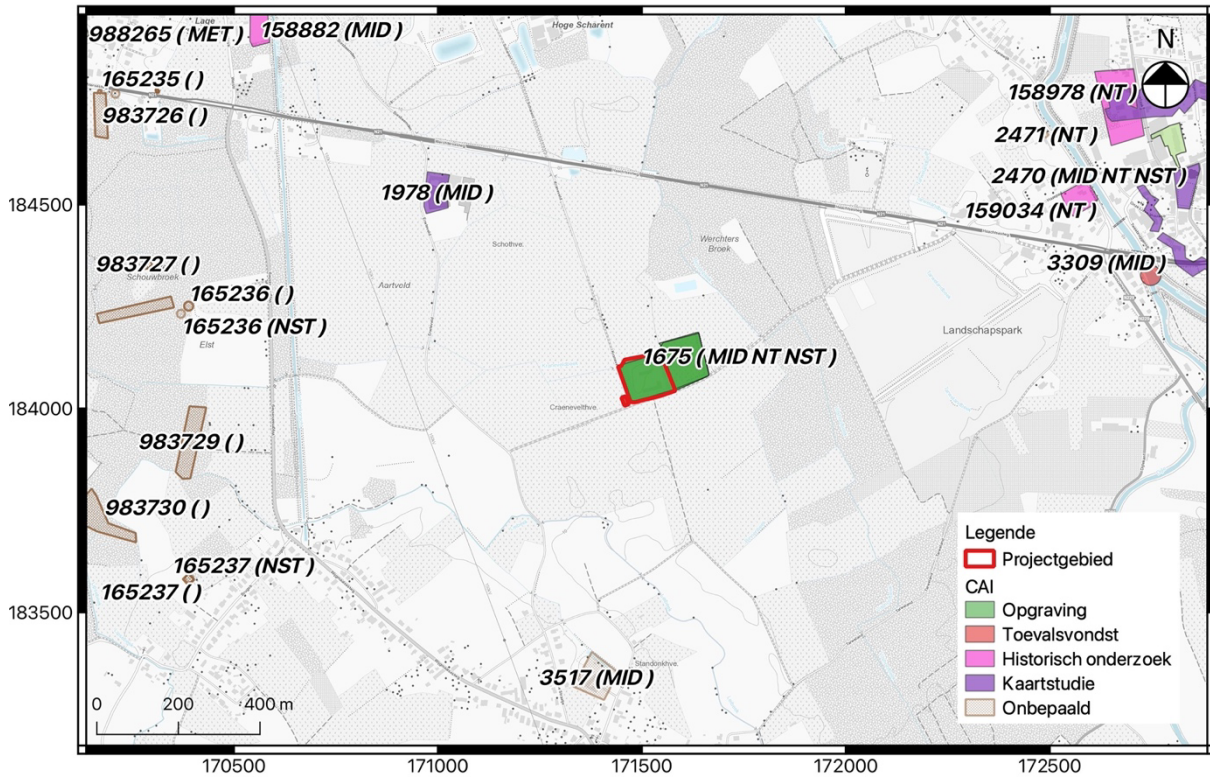 Lage
Hoge Scharent
988265 ( MET )
158882 (MID )
N
165235 ( )
983726 ( )
158978 ( NT )
2471 ( NT )
1978 (MID )
2470 (MID NT NST )
159034 ( NT )
184500
Schothve.
Werchters
Broek
3309 (MID )
983727 ( )
Schouwbroek
Aartveld
165236 ( )
165236 (NST )
Elst
Landschapspark
1675 ( MID NT NST )
184000
Craenevelthve.
983729 ( )
983730 ( )
Legende
Projectgebied
165237 (NST )
165237 ( )
CAI
183500
Opgraving
Toevalsvondst
Historisch onderzoek
Kaartstudie
Onbepaald
3517 (MID )
Standonkhve.
0 200 400 m
170500 171000 171500 172000 172500